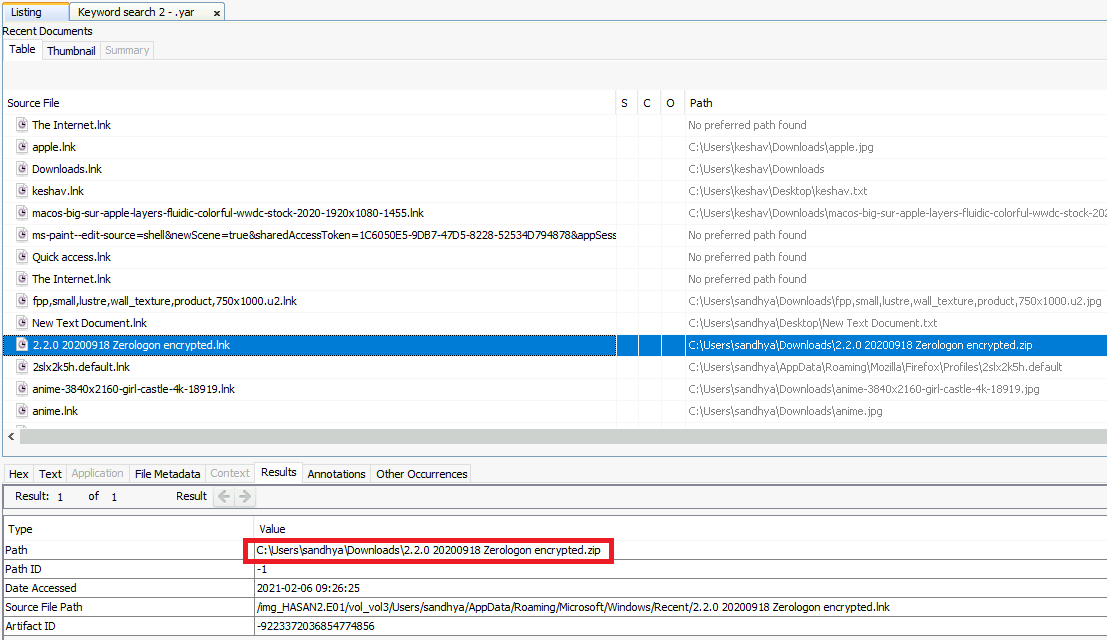 Listing Keyword search 2 - .yar x
Recent Documents
Table Thumbnail Summary
Source File S C O Path
The Internet.lnk No preferred path found
apple.lnk C:\Users\keshav\Downloads\apple.jpg
Downloads.lnk C:\Users\keshav\Downloads
keshav.lnk C:\Users\keshav\Desktop\keshav.txt
macos-big-sur-apple-layers-fluidic-colorful-wwdc-stock-2020-1920x1080-1455.lnk C:\Users\keshav\Downloads\macos-big-sur-apple-layers-fluidic-colorful-wwdc-stock-202
ms-paint--edit-source=shell&newScene=true&sharedAccessToken=1C6050E5-9DB7-47D5-8228-52534D794878&appSess No preferred path found
Quick access.lnk No preferred path found
The Internet.lnk No preferred path found
fpp,small,lustre,wall_texture,product,750x1000.u2.lnk C:\Users\sandhya\Downloads\fpp,small,lustre,wall_texture,product,750x1000.u2.jpg
New Text Document.lnk C:\Users\sandhya\Desktop\New Text Document.txt
2.2.0 20200918 Zerologon encrypted.lnk C:\Users\sandhya\Downloads\2.2.0 20200918 Zerologon encrypted.zip
2slx2k5h.default.lnk C:\Users\sandhya\AppData\Roaming\Mozilla\Firefox\Profiles\2slx2k5h.default
anime-3840x2160-girl-castle-4k-18919.lnk C:\Users\sandhya\Downloads\anime-3840x2160-girl-castle-4k-18919.jpg
anime.lnk C:\Users\sandhya\Downloads\anime.jpg
Hex Text Application File Metadata Context Results Annotations Other Occurrences
Result: 1 of 1 Result
Type Value
Path C:\Users\sandhya\Downloads\2.2.0 20200918 Zerologon encrypted.zip
Path ID -1
Date Accessed 2021-02-06 09:26:25
Source File Path /img_HASAN2.E01/vol_vol3/Users/sandhya/AppData/Roaming/Microsoft/Windows/Recent/2.2.0 20200918 Zerologon encrypted.lnk
Artifact ID -9223372036854774856